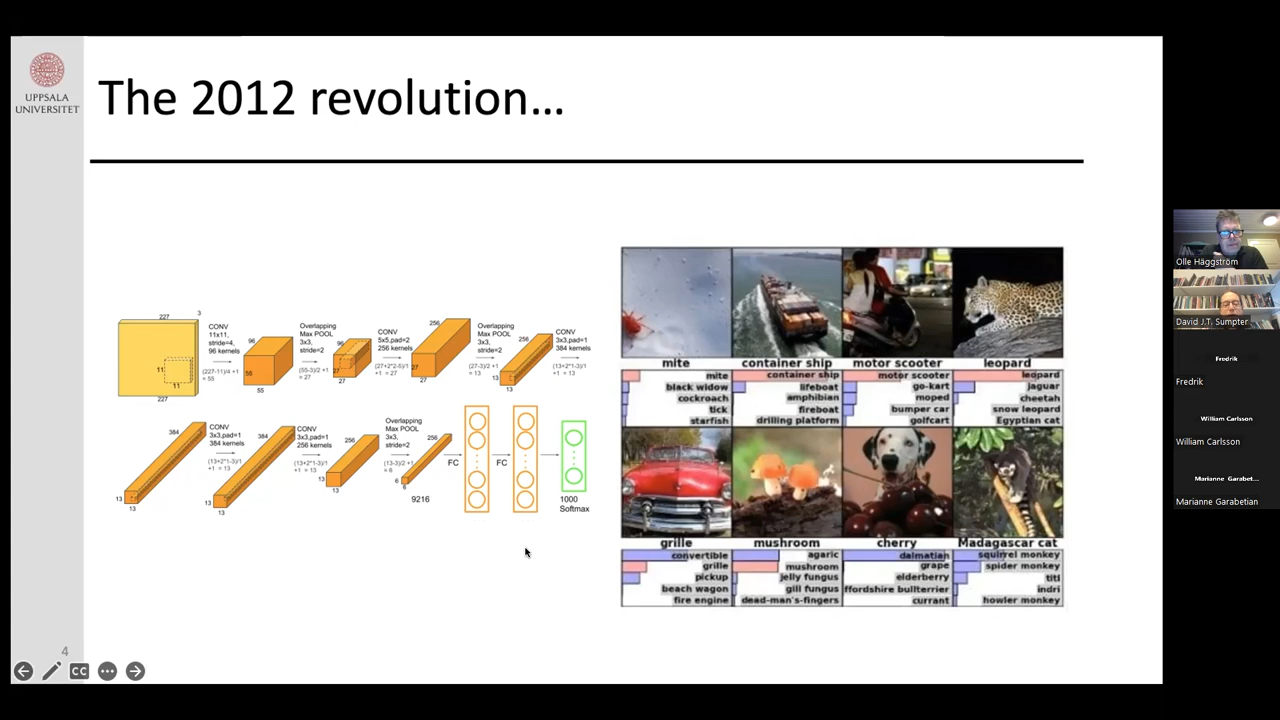 UPPSALA
UNIVERSITET
The 2012 revolution...
227
3
11
11
227
CONV
11x11,
stride=4,
96 kernels
(227-11)/4 +1
= 55
96
55
55
Overlapping
Max POOL
3x3,
stride=2
(55-3)/2 +1
= 27
96
27
27
CONV
5x5,pad=2
256 kernels
(27+2*2-5)/1
+1 = 27
256
27
27
Overlapping
Max POOL
3x3,
stride=2
(27-3)/2 +1
= 13
256
13
13
CONV
3x3,pad=1
384 kernels
(13+2*1-3)/1
+1 = 13
384
13
13
CONV
3x3,pad=1
384 kernels
(13+2*1-3)/1
+1 = 13
384
13
13
CONV
3x3,pad=1
256 kernels
(13+2*1-3)/1
+1 = 13
256
13
13
Overlapping
Max POOL
3x3,
stride=2
(13-3)/2 +1
= 6
256
6
6
9216
FC
FC
1000
Softmax
mite
mite
black widow
cockroach
tick
starfish
container ship
container ship
lifeboat
amphibian
fireboat
drilling platform
motor scooter
motor scooter
go-kart
moped
bumper car
golfcart
leopard
leopard
jaguar
cheetah
snow leopard
Egyptian cat
grille
convertible
grille
pickup
beach wagon
fire engine
mushroom
agaric
mushroom
jelly fungus
gill fungus
dead-man's-fingers
cherry
dalmatian
grape
elderberry
ffordshire bullterrier
currant
Madagascar cat
squirrel monkey
spider monkey
titi
indri
howler monkey
4
CC
Olle Häggström
David J.T. Sumpter
Fredrik
Fredrik
William Carlsson
William Carlsson
Marianne Garabet...
Marianne Garabetian